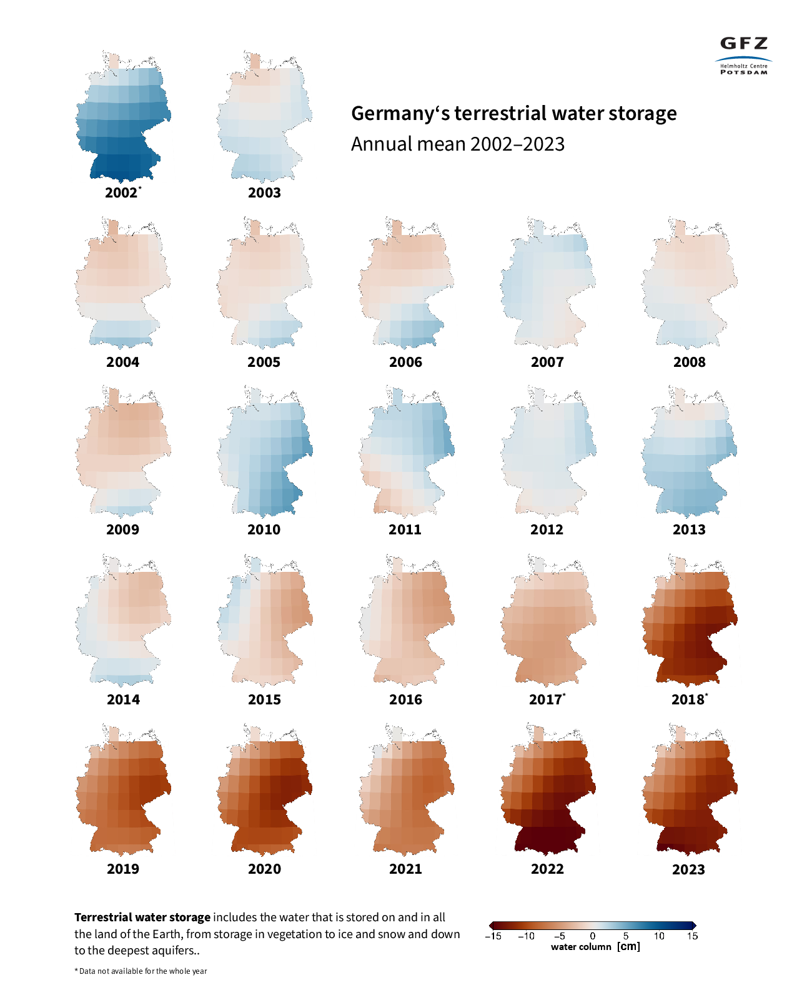 GFZ
Helmholtz Centre
POTSDAM
Germany‘s terrestrial water storage
Annual mean 2002–2023
2002*
2003
2004
2005
2006
2007
2008
2009
2010
2011
2012
2013
2014
2015
2016
2017*
2018*
2019
2020
2021
2022
2023
Terrestrial water storage includes the water that is stored on and in all
the land of the Earth, from storage in vegetation to ice and snow and down
to the deepest aquifers..
* Data not available for the whole year
−15 −10 −5 0 5 10 15
water column [cm]